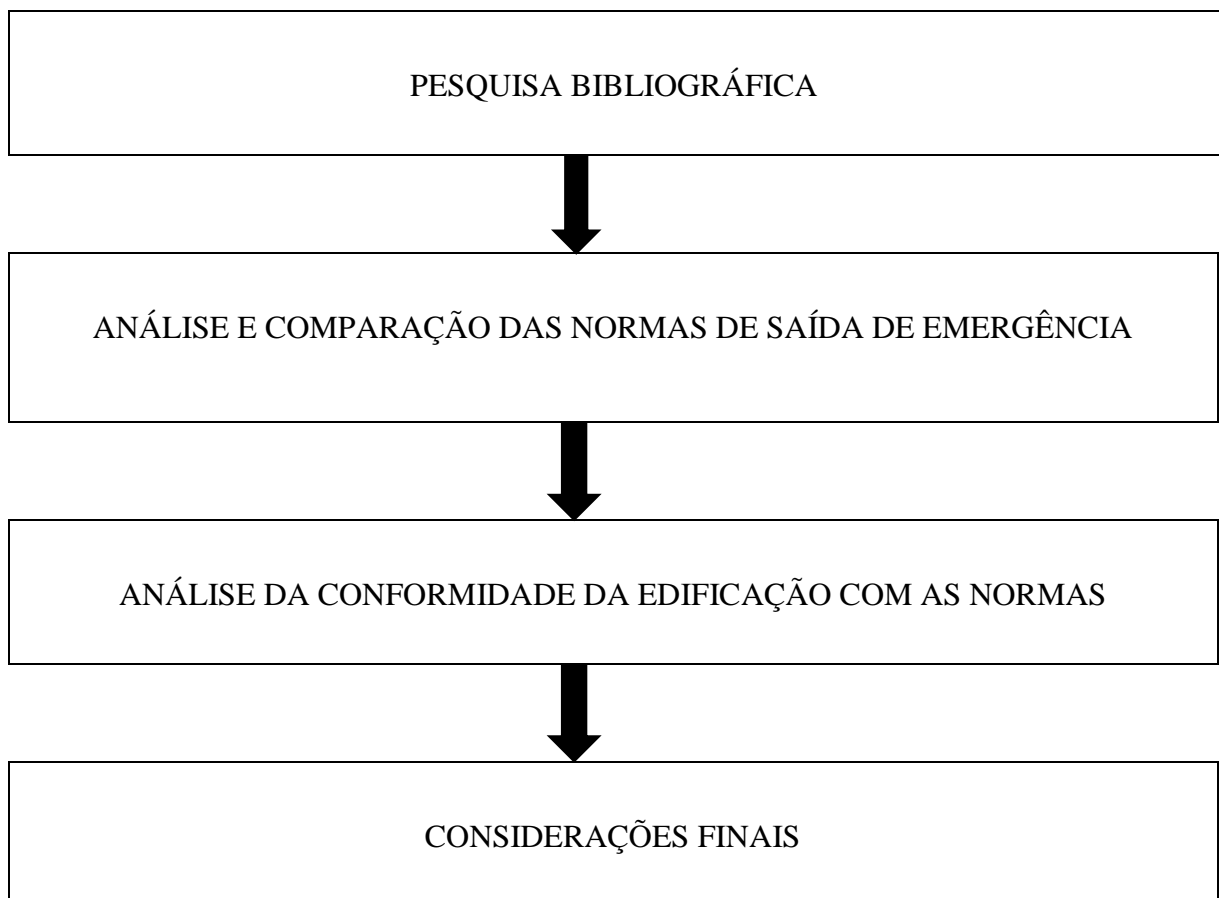 PESQUISA BIBLIOGRÁFICA
ANÁLISE E COMPARAÇÃO DAS NORMAS DE SAÍDA DE EMERGÊNCIA
ANÁLISE DA CONFORMIDADE DA EDIFICAÇÃO COM AS NORMAS
CONSIDERAÇÕES FINAIS